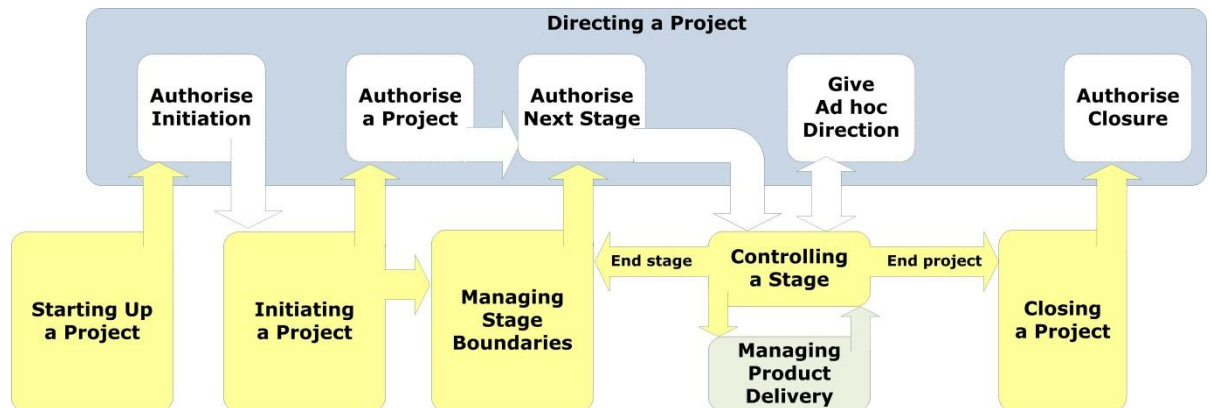 Directing a Project
Authorise
Initiation
Authorise
a Project
Authorise
Next Stage
Give
Ad hoc
Direction
Authorise
Closure
Starting Up
a Project
Initiating
a Project
Managing
Stage
Boundaries
End stage
Controlling
a Stage
End project
Managing
Product
Delivery
Closing
a Project